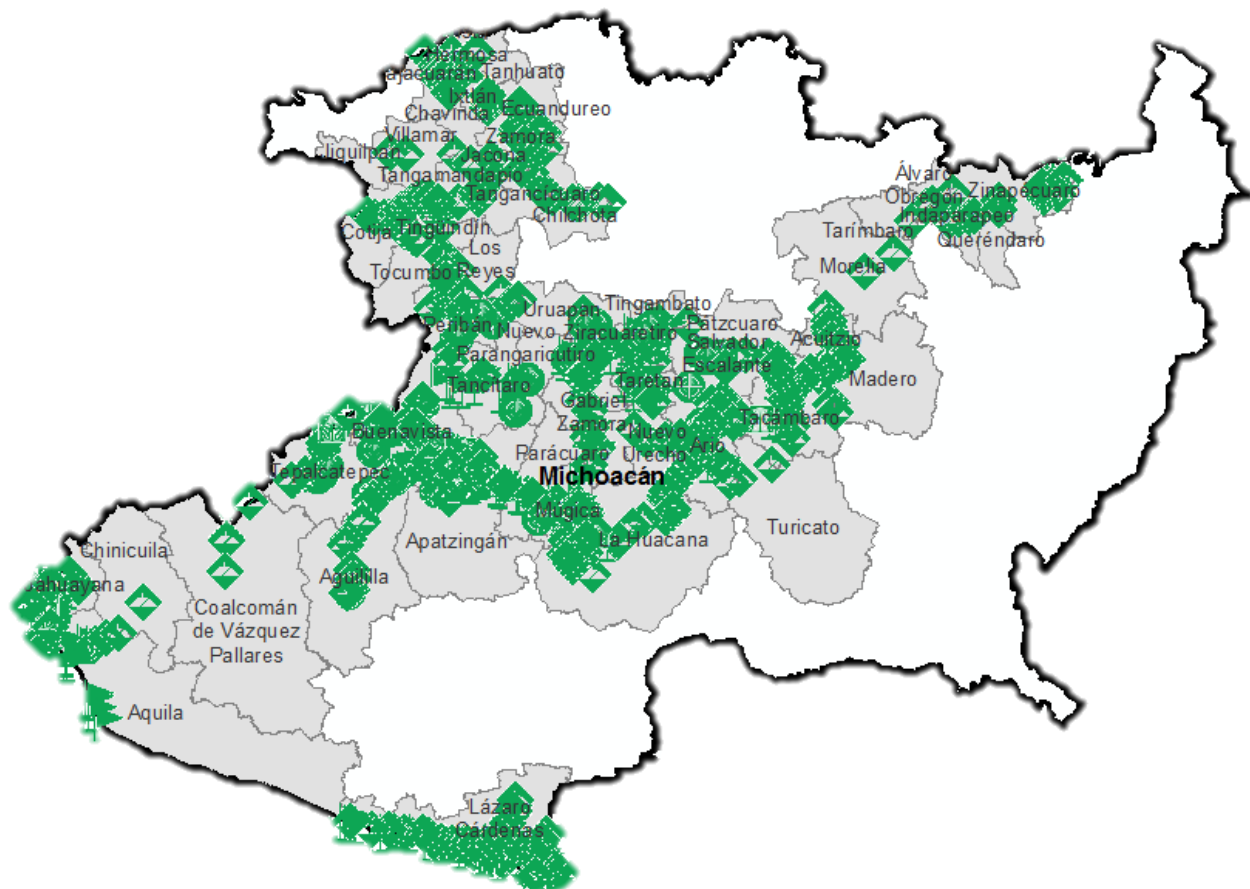 Hermosa
ajacuarán
Tanhuato
Ixtlán
Chavinda
Ecuandureo
Villamar
Zamora
Jiquilpan
Jacona
Tangamandapio
Tangancícuaro
Chilchota
Cotija
Tingüindín
Los
Reyes
Tocumbo
Álvaro
Obregón
Zinapécuaro
Indaparapeo
Queréndaro
Tarímbaro
Morelia
Peribán
Uruapan
Nuevo
Parangaricutiro
Tingambato
Ziracuaretiro
Pátzcuaro
Salvador
Escalante
Acuitzio
Madero
Tancítaro
Taretan
Gabriel
Zamora
Tacámbaro
Buenavista
Nuevo
Urecho
Ario
Parácuaro
Michoacán
Tepalcatepec
Múgica
La Huacana
Turicato
Apatzingán
Aguililla
Chinicuila
ahuayana
Coalcomán
de Vázquez
Pallares
Aquila
Lázaro
Cárdenas